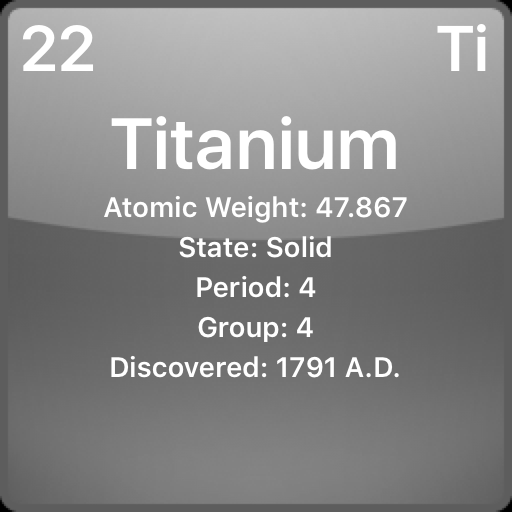 22 Ti
Titanium
Atomic Weight: 47.867
State: Solid
Period: 4
Group: 4
Discovered: 1791 A.D.